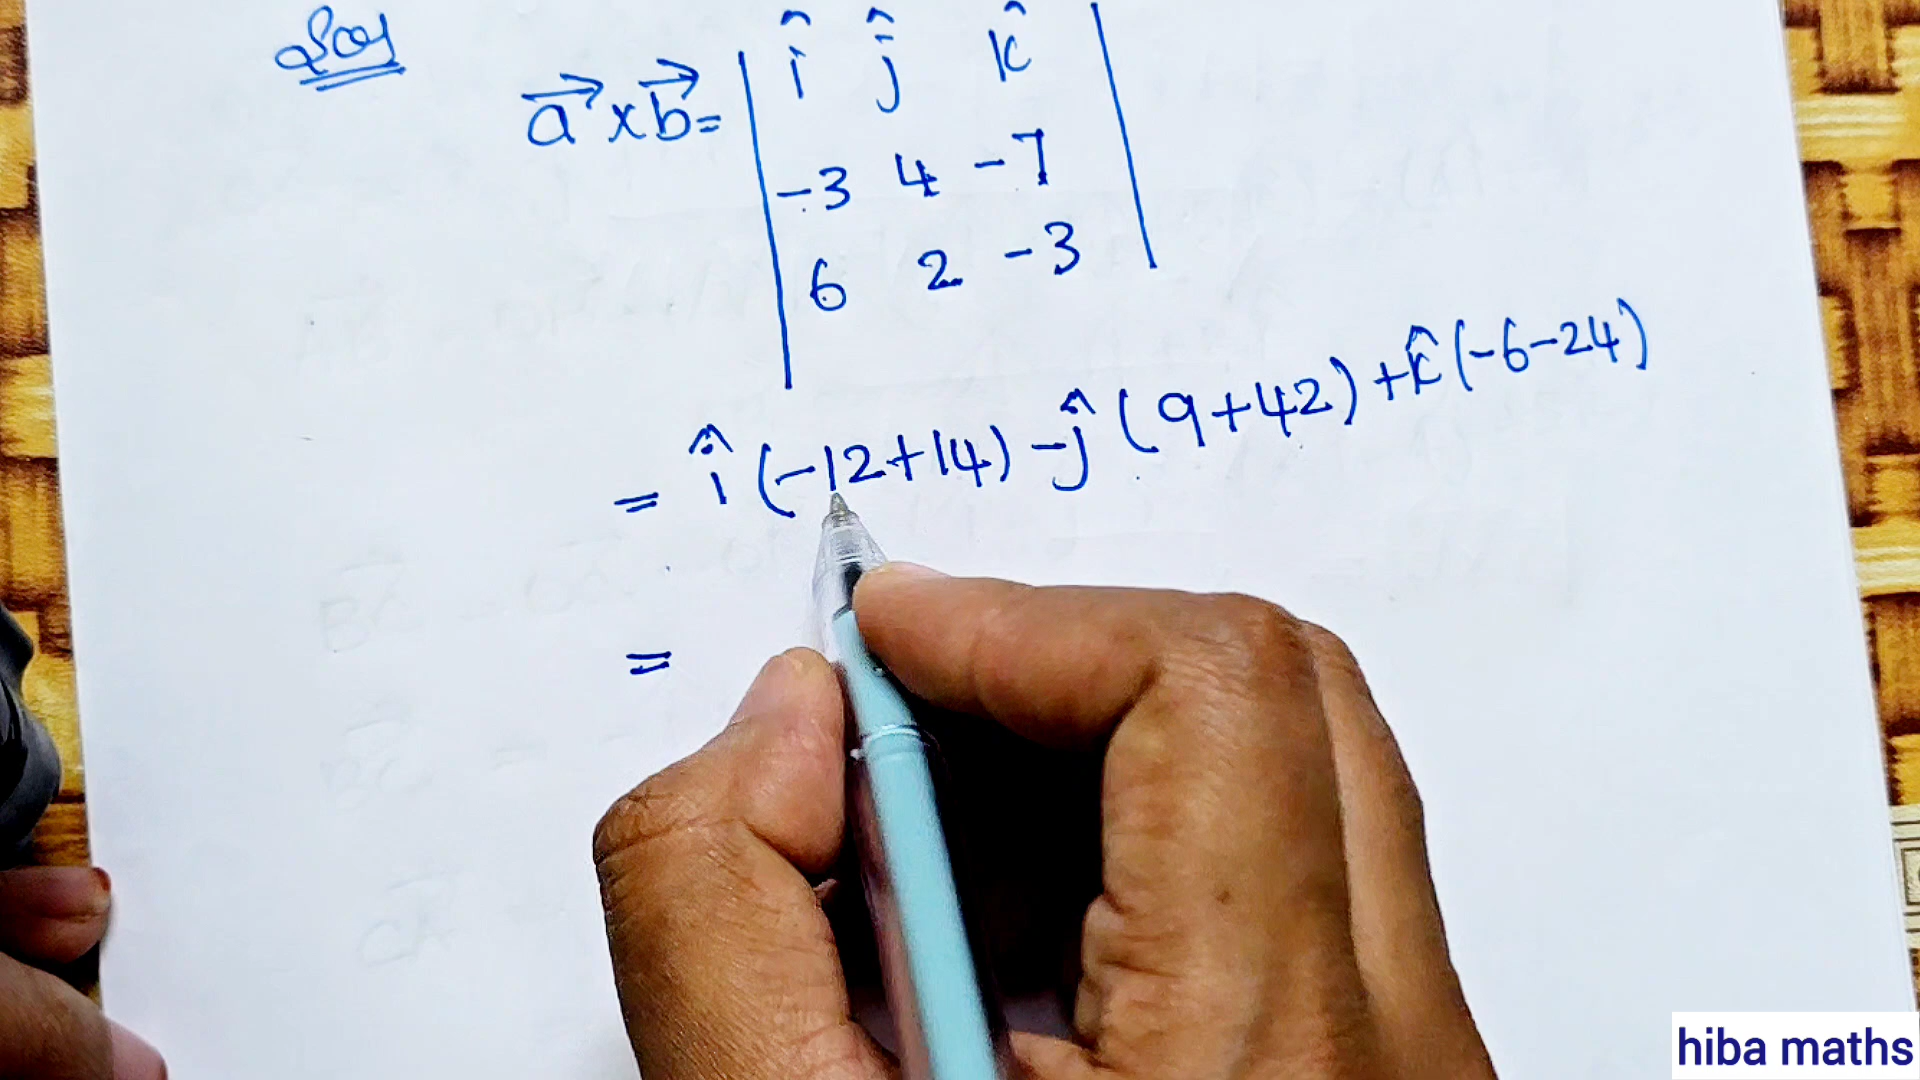 Sol
a⃗ × b⃗ = | î ĵ k̂ |
| -3 4 -7 |
| 6 2 -3 |
= î (-12+14) - ĵ (9+42) + k̂ (-6-24)
=
hiba maths